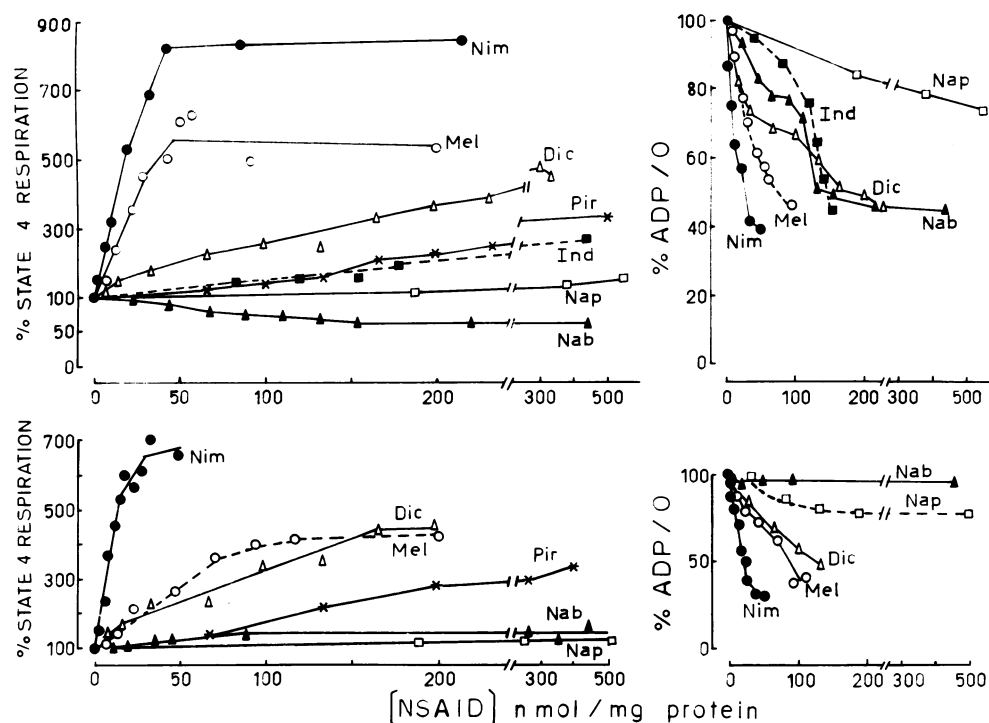 % STATE 4 RESPIRATION
900
700
500
300
100
50
0
Nim
Mel
Dic
Pir
Ind
Nap
Nab
0
50
100
200
300
500
% ADP/O
100
80
60
40
20
0
Nap
Ind
Dic
Mel
Nab
Nim
0
100
200
300
500
% STATE 4 RESPIRATION
700
500
300
100
Nim
Dic
Mel
Pir
Nab
Nap
0
50
100
200
300
500
% ADP/O
100
50
0
Nab
Nap
Dic
Mel
Nim
0
100
200
300
500
[NSAID] nmol/mg protein